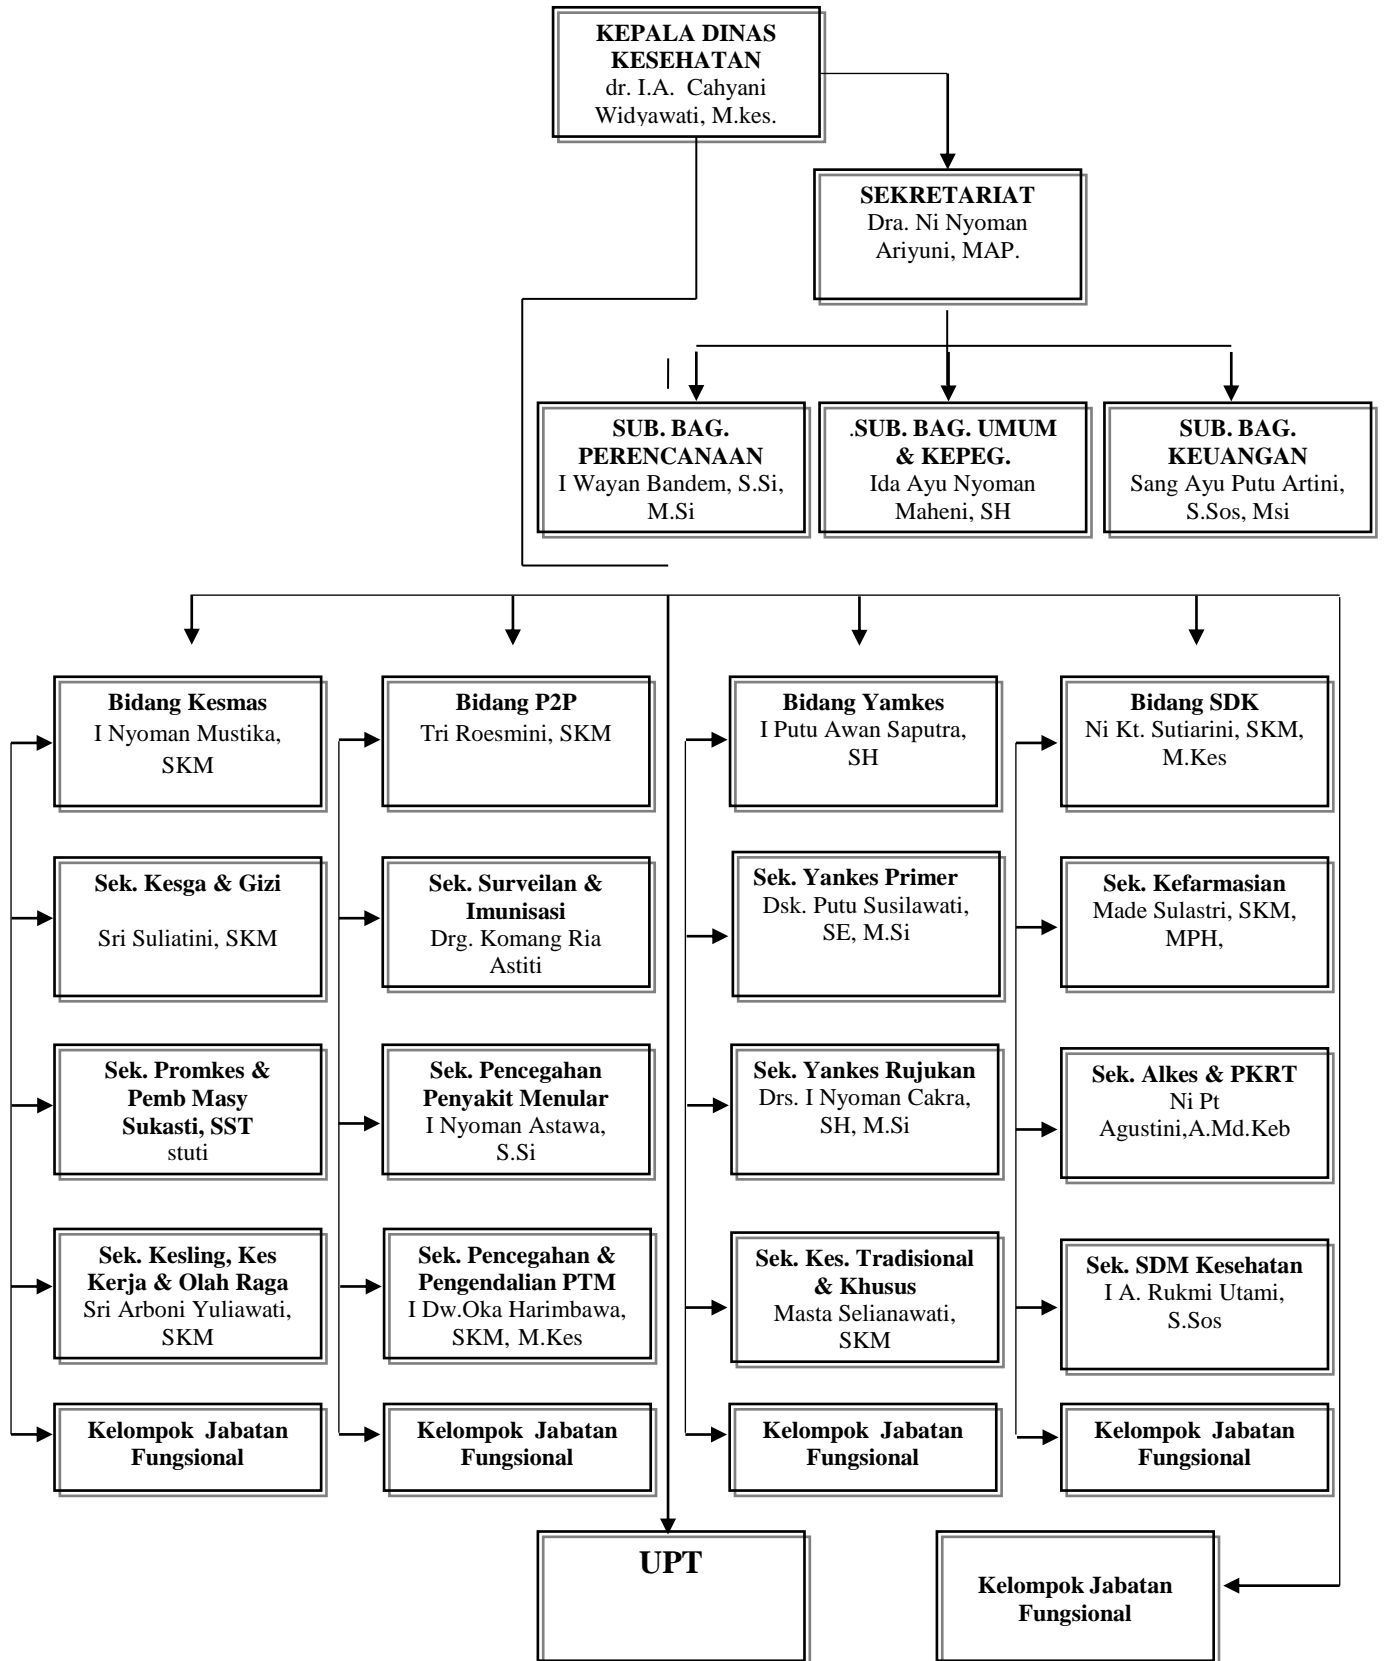 KEPALA DINAS
KESEHATAN
dr. I.A. Cahyani
Widyawati, M.kes.
SEKRETARIAT
Dra. Ni Nyoman
Ariyuni, MAP.
SUB. BAG.
PERENCANAAN
I Wayan Bandem, S.Si,
M.Si
.SUB. BAG. UMUM
& KEPEG.
Ida Ayu Nyoman
Maheni, SH
SUB. BAG.
KEUANGAN
Sang Ayu Putu Artini,
S.Sos, Msi
Bidang Kesmas
I Nyoman Mustika,
SKM
Bidang P2P
Tri Roesmini, SKM
Bidang Yamkes
I Putu Awan Saputra,
SH
Bidang SDK
Ni Kt. Sutiarini, SKM,
M.Kes
Sek. Kesga & Gizi
Sri Suliatini, SKM
Sek. Surveilan &
Imunisasi
Drg. Komang Ria
Astiti
Sek. Yankes Primer
Dsk. Putu Susilawati,
SE, M.Si
Sek. Kefarmasian
Made Sulastri, SKM,
MPH,
Sek. Promkes &
Pemb Masy
Sukasti, SST
stuti
Sek. Pencegahan
Penyakit Menular
I Nyoman Astawa,
S.Si
Sek. Yankes Rujukan
Drs. I Nyoman Cakra,
SH, M.Si
Sek. Alkes & PKRT
Ni Pt
Agustini,A.Md.Keb
Sek. Kesling, Kes
Kerja & Olah Raga
Sri Arboni Yuliawati,
SKM
Sek. Pencegahan &
Pengendalian PTM
I Dw.Oka Harimbawa,
SKM, M.Kes
Sek. Kes. Tradisional
& Khusus
Masta Selianawati,
SKM
Sek. SDM Kesehatan
I A. Rukmi Utami,
S.Sos
Kelompok Jabatan
Fungsional
Kelompok Jabatan
Fungsional
Kelompok Jabatan
Fungsional
Kelompok Jabatan
Fungsional
UPT
Kelompok Jabatan
Fungsional